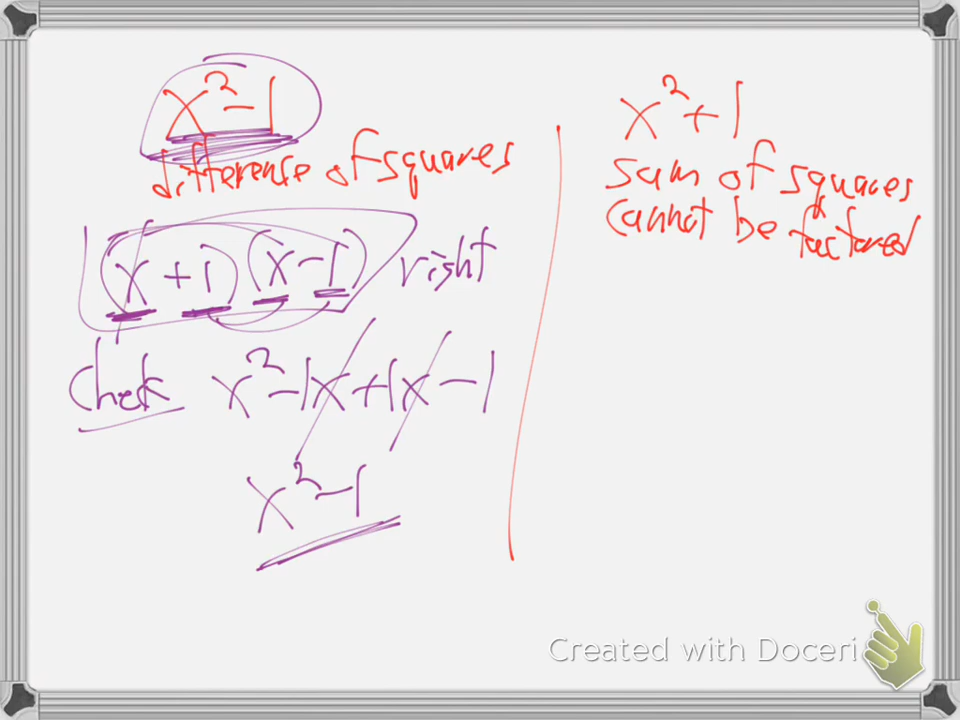 x² - 1
difference of squares
(x + 1)(x - 1) right
Check x² - 1x + 1x - 1
x² - 1
x² + 1
sum of squares
cannot be factored
Created with Doceri